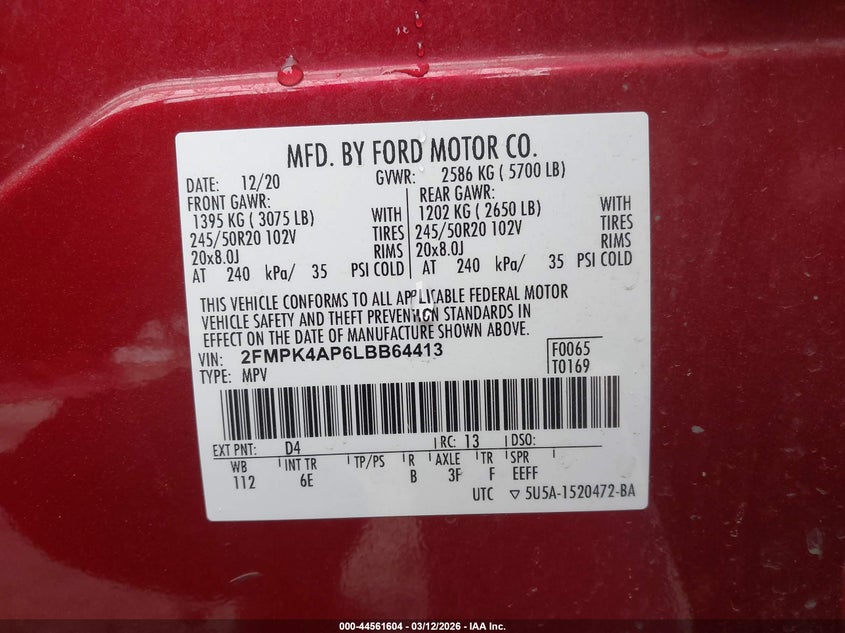 MFD. BY FORD MOTOR CO.
DATE: 12/20 GVWR: 2586 KG ( 5700 LB)
FRONT GAWR: REAR GAWR:
1395 KG ( 3075 LB) WITH 1202 KG ( 2650 LB) WITH
245/50R20 102V TIRES 245/50R20 102V TIRES
20x8.0J RIMS 20x8.0J RIMS
AT 240 kPa/ 35 PSI COLD AT 240 kPa/ 35 PSI COLD
THIS VEHICLE CONFORMS TO ALL APPLICABLE FEDERAL MOTOR
VEHICLE SAFETY AND THEFT PREVENTION STANDARDS IN
EFFECT ON THE DATE OF MANUFACTURE SHOWN ABOVE.
VIN: 2FMPK4AP6LBB64413 F0065
TYPE: MPV T0169
EXT PNT: D4 RC: 13 DSO:
WB INT TR TP/PS R AXLE TR SPR
112 6E B 3F F EEFF
UTC ▽ 5U5A-1520472-BA
000-44561604 - 03/12/2026 - IAA Inc.